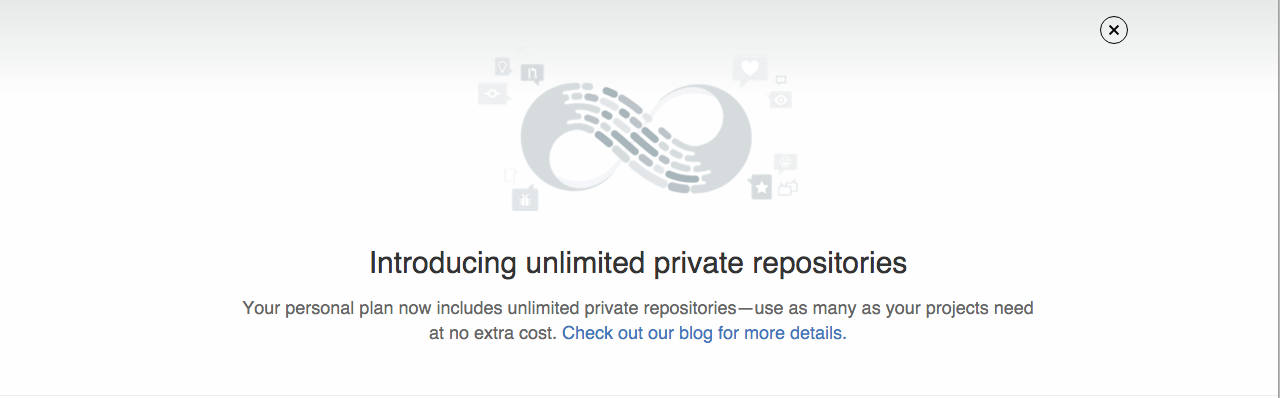 Introducing unlimited private repositories
Your personal plan now includes unlimited private repositories—use as many as your projects need
at no extra cost. Check out our blog for more details.